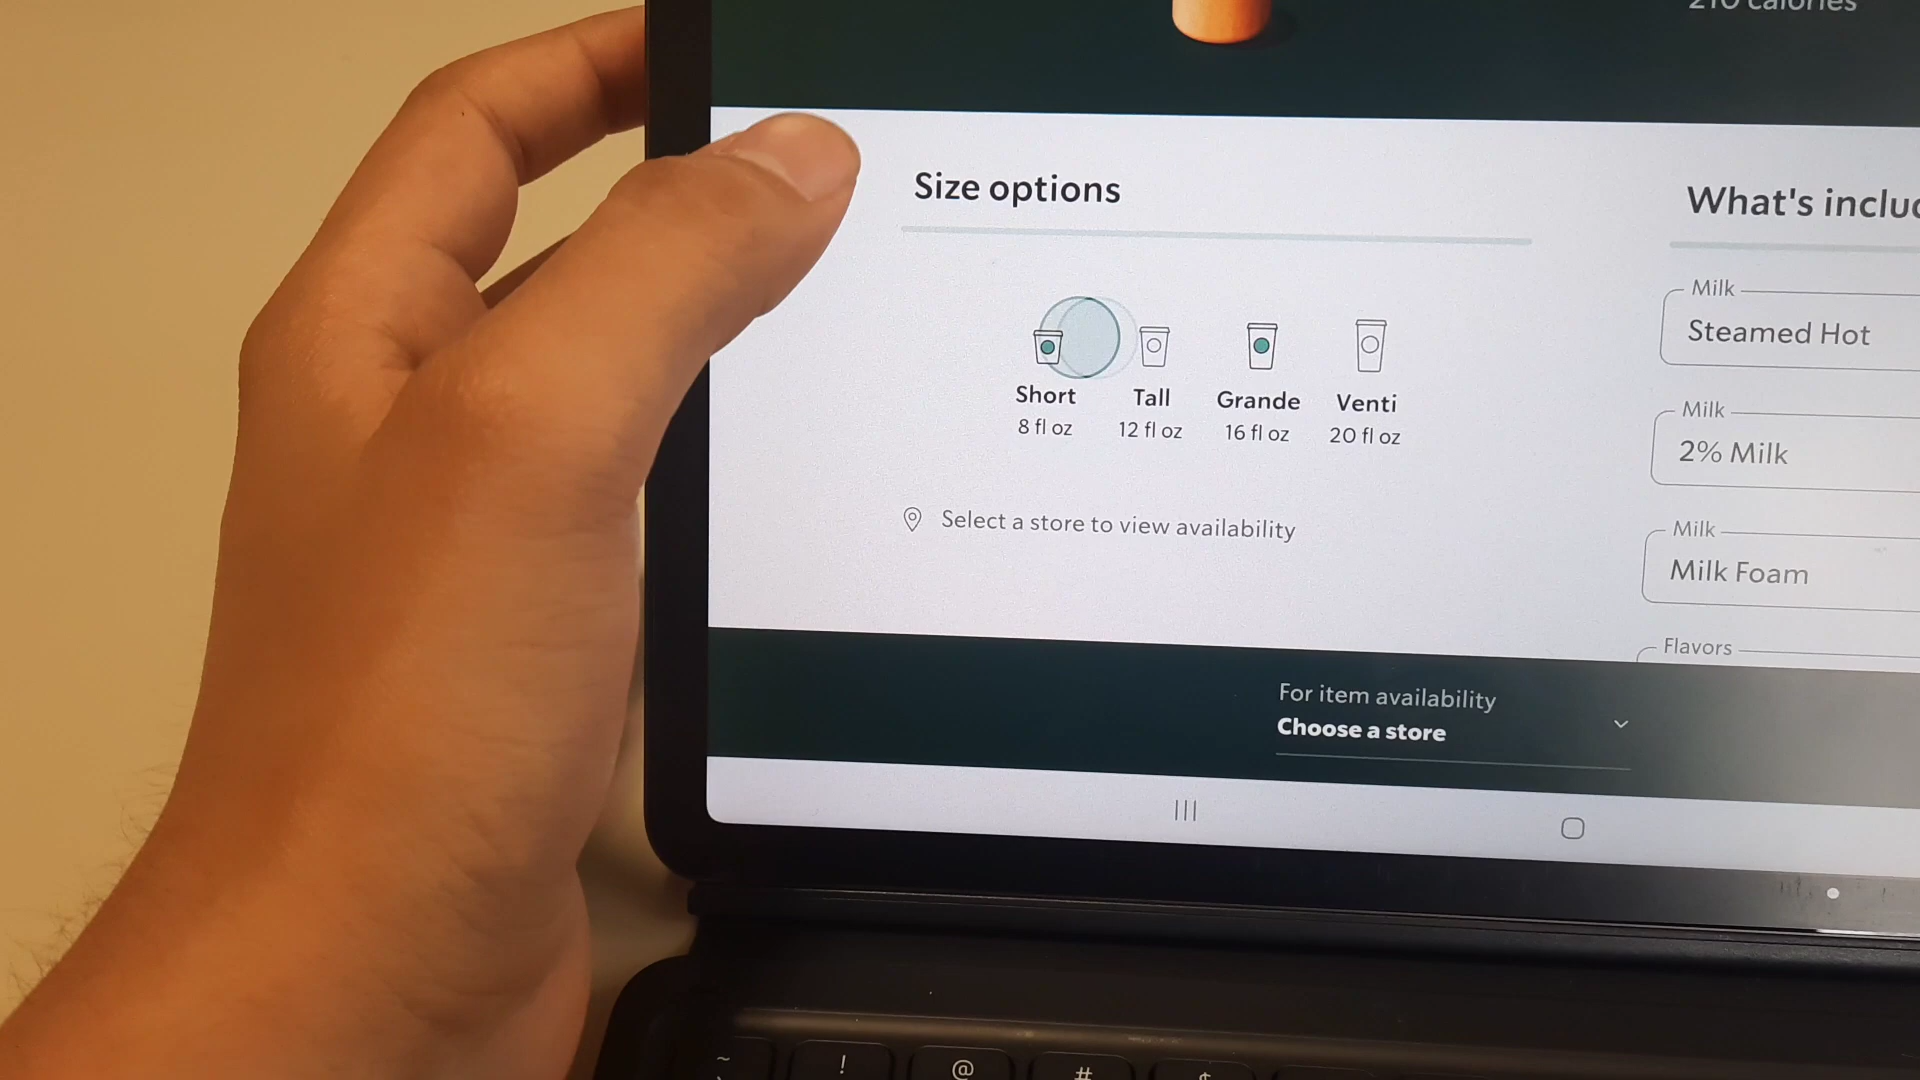 210 calories
Size options
Short
8 fl oz
Tall
12 fl oz
Grande
16 fl oz
Venti
20 fl oz
Select a store to view availability
What's inclu
Milk
Steamed Hot
Milk
2% Milk
Milk
Milk Foam
Flavors
For item availability
Choose a store
~
!
@
#
$